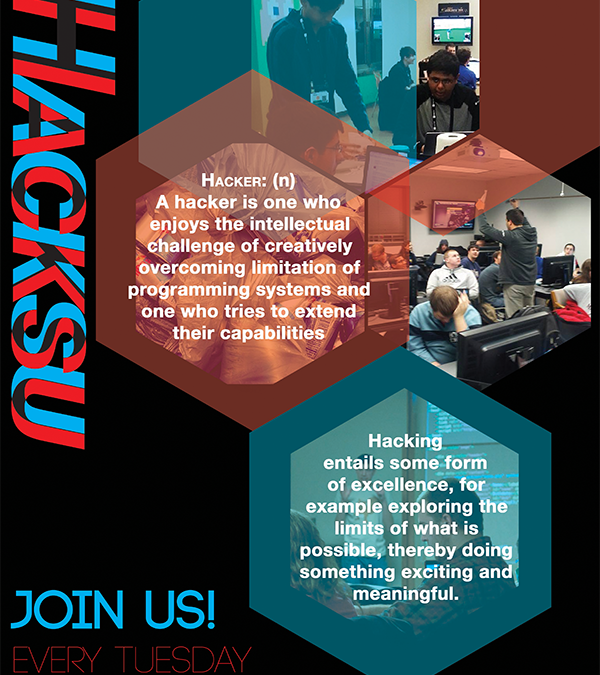 HACKSU
HACKER: (n)
A hacker is one who
enjoys the intellectual
challenge of creatively
overcoming limitation of
programming systems and
one who tries to extend
their capabilities
Hacking
entails some form
of excellence, for
example exploring the
limits of what is
possible, thereby doing
something exciting and
meaningful.
JOIN US!
EVERY TUESDAY